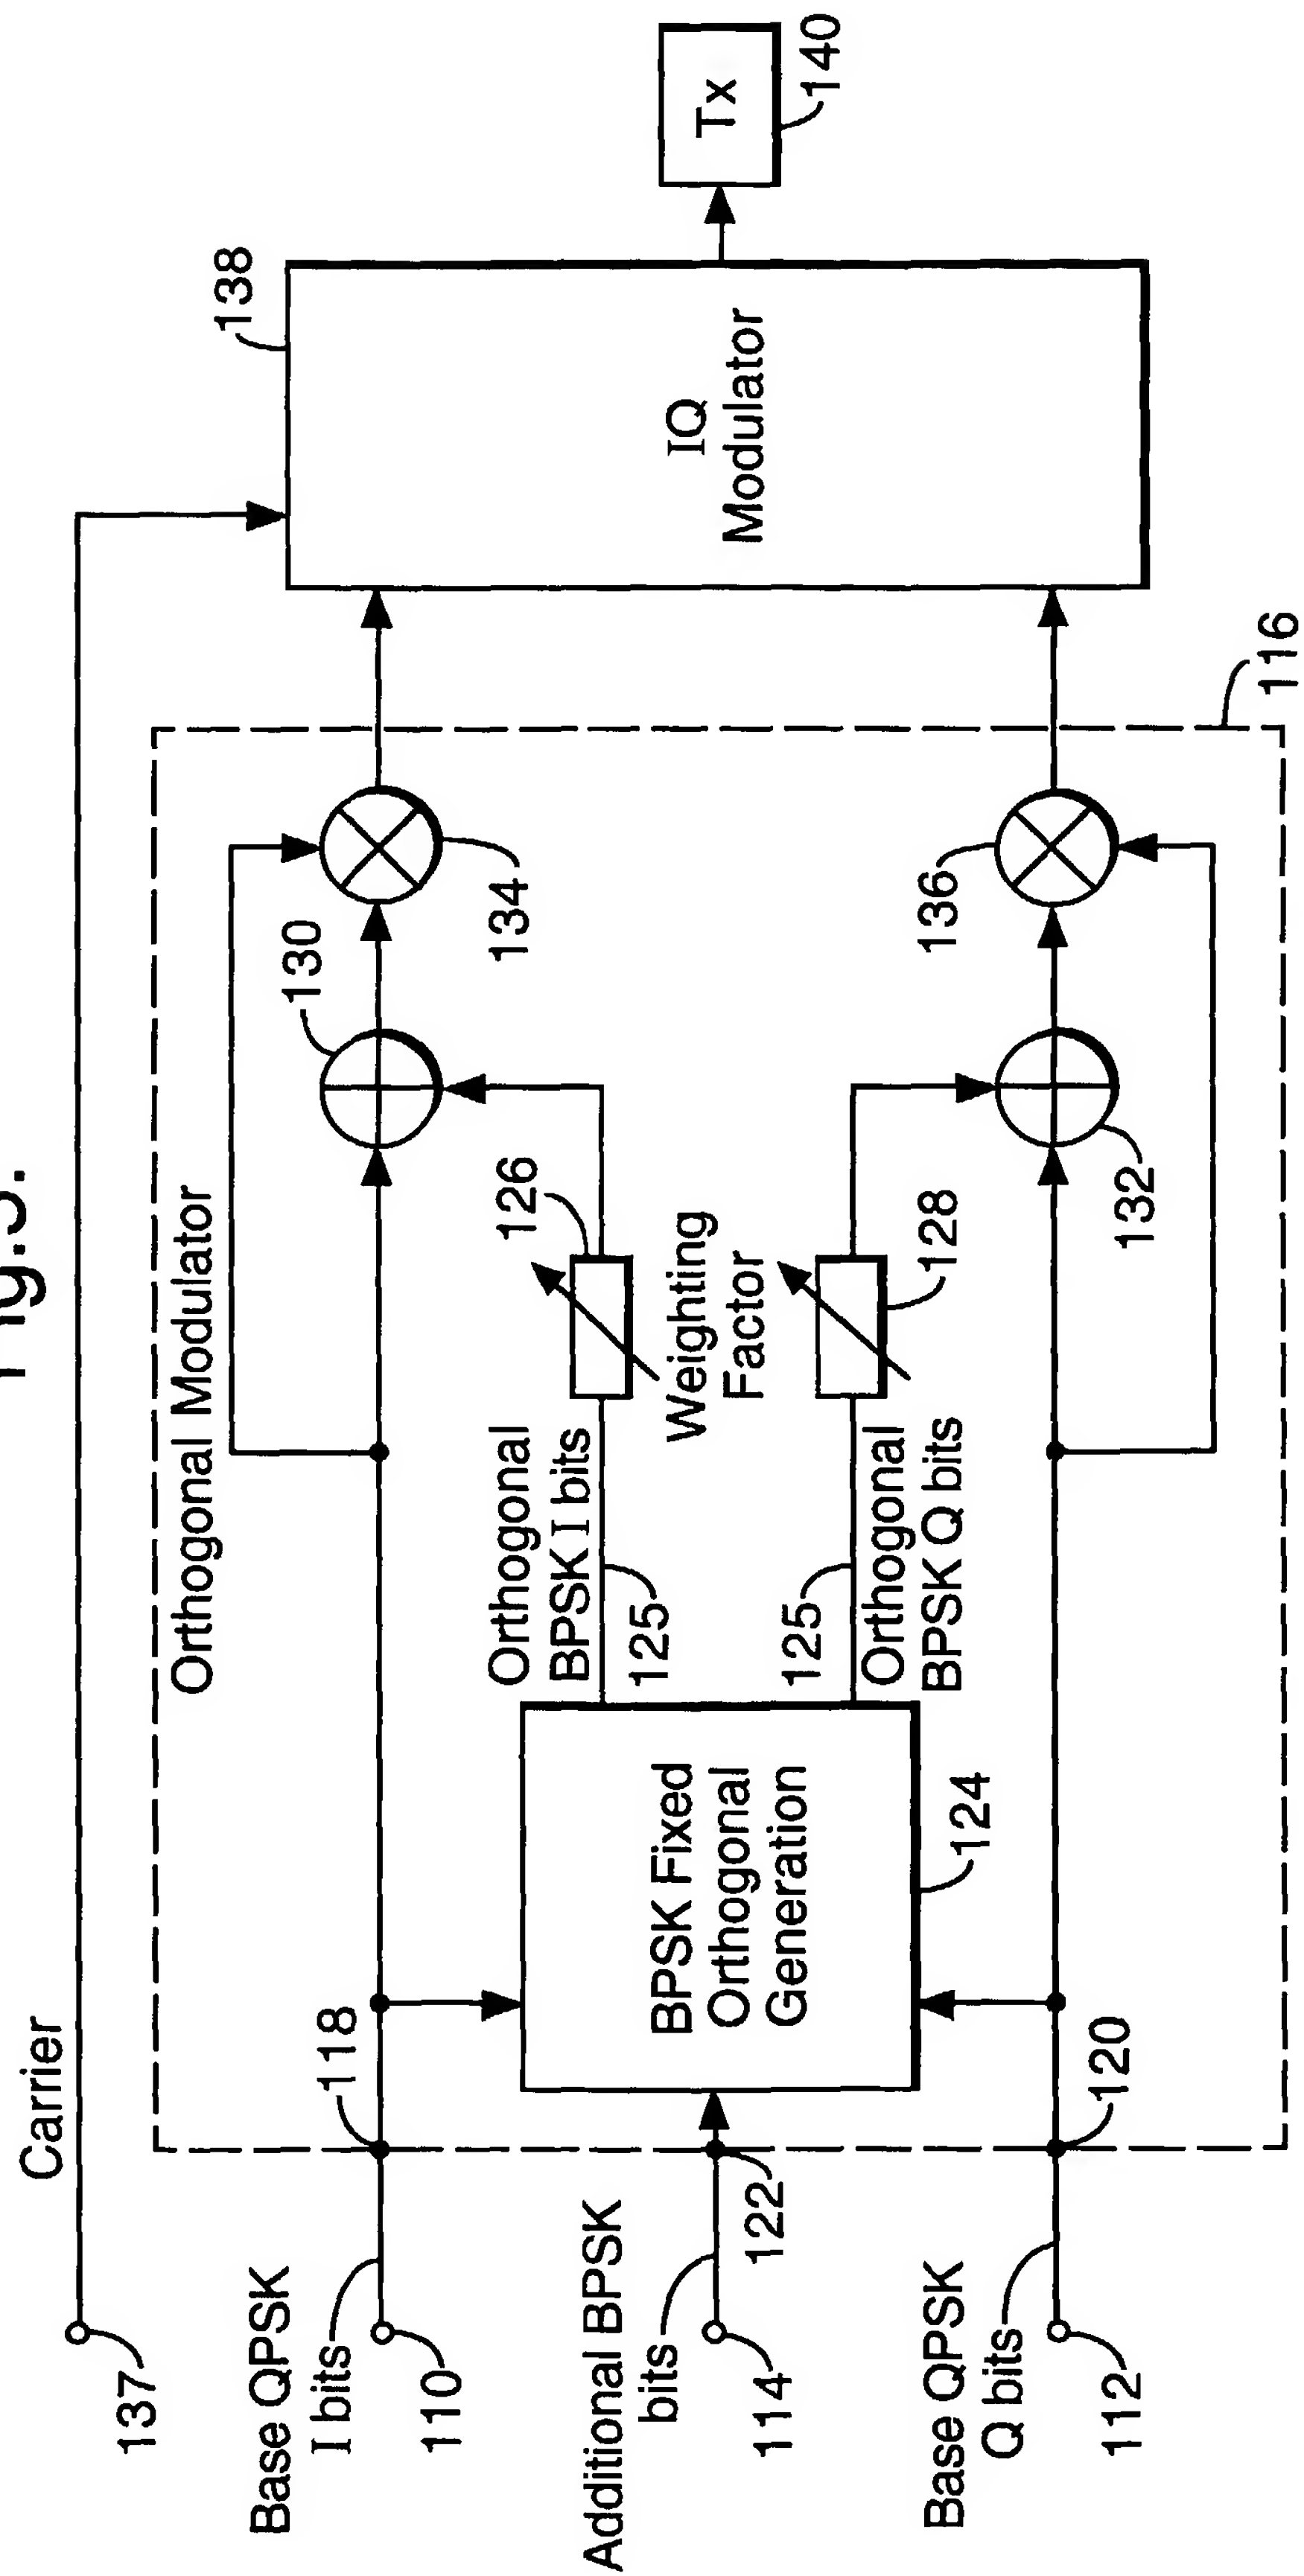 Carrier
137
138
Orthogonal Modulator
Base QPSK
I bits
110
118
130
134
Tx
140
Orthogonal
BPSK I bits
125
126
Weighting
Factor
IQ
Modulator
Additional BPSK
bits
114
122
BPSK Fixed
Orthogonal
Generation
124
125
Orthogonal
BPSK Q bits
128
136
Base QPSK
Q bits
112
120
132
116